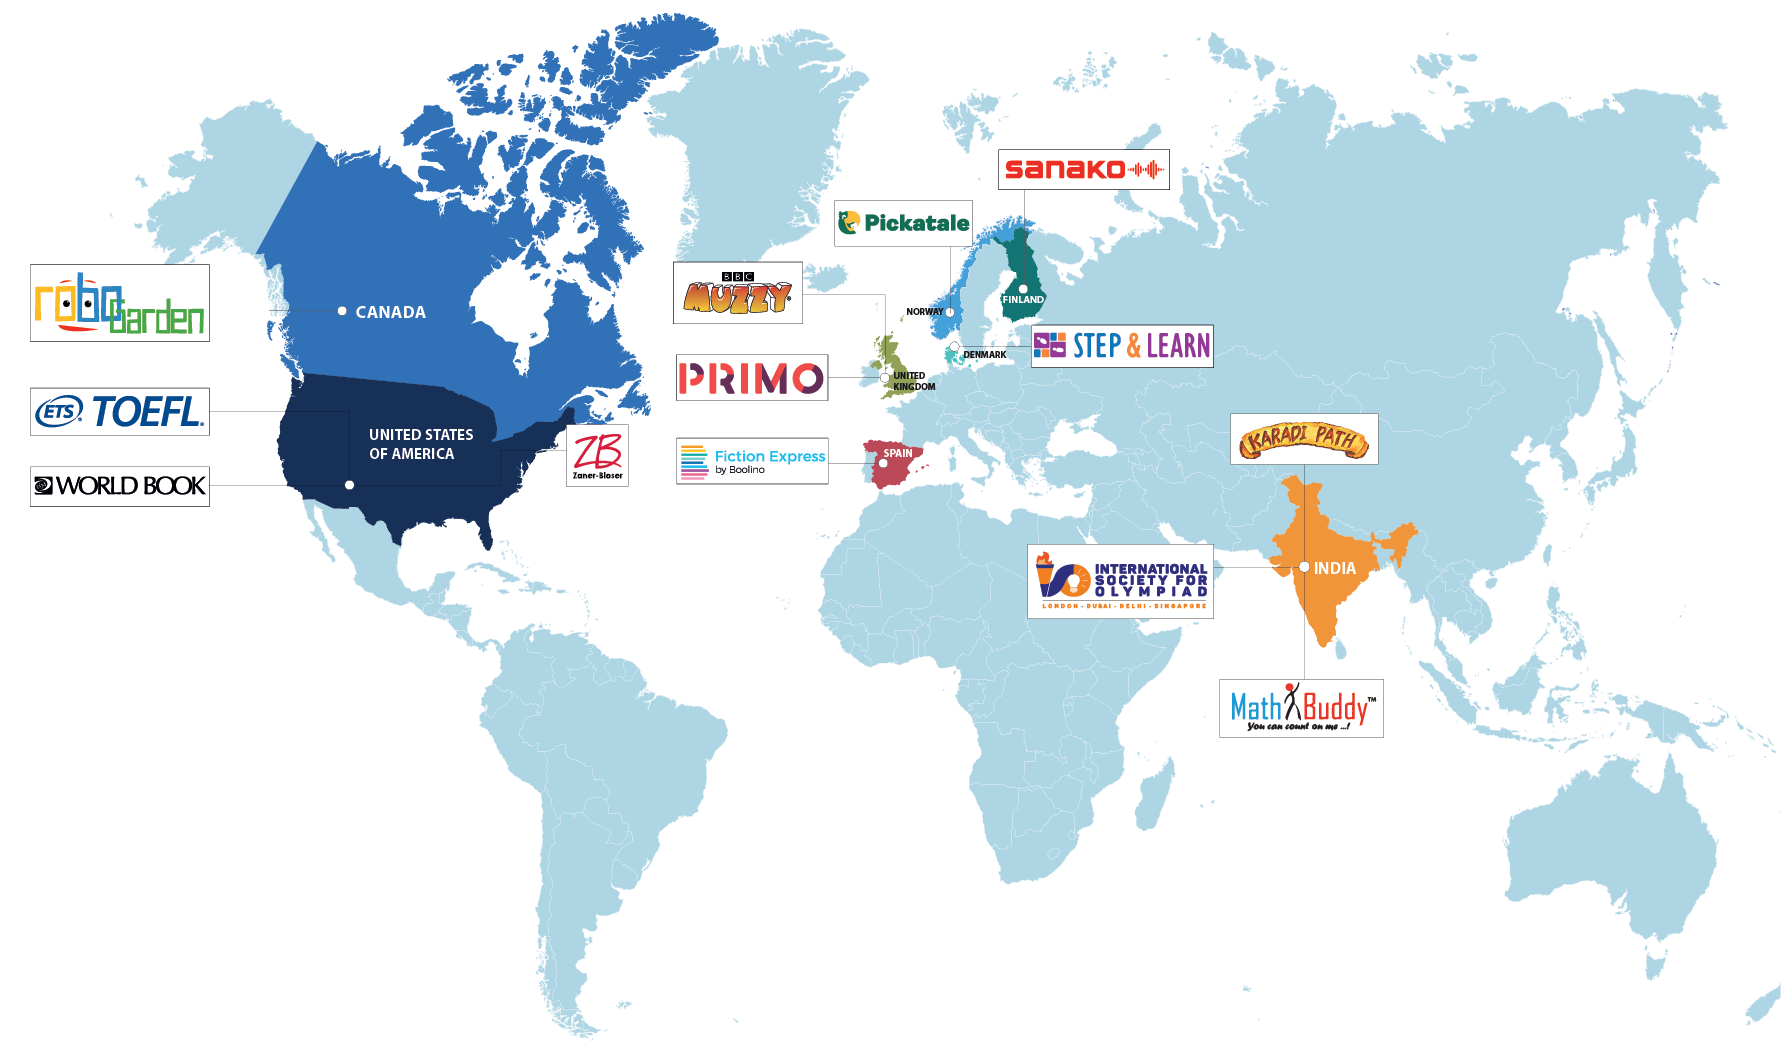 sanako
Pickatale
BBC
MUZZY®
robo
Garden
CANADA
NORWAY
FINLAND
STEP & LEARN
DENMARK
PRIMO
UNITED
KINGDOM
ETS® TOEFL®
UNITED STATES
OF AMERICA
ZB
Zaner-Bloser
KARADI PATH
Fiction Express
by Boolino
SPAIN
WORLD BOOK
INTERNATIONAL
SOCIETY FOR
OLYMPIAD
LONDON - DUBAI - DELHI - SINGAPORE
INDIA
Math Buddy™
You can count on me ...!